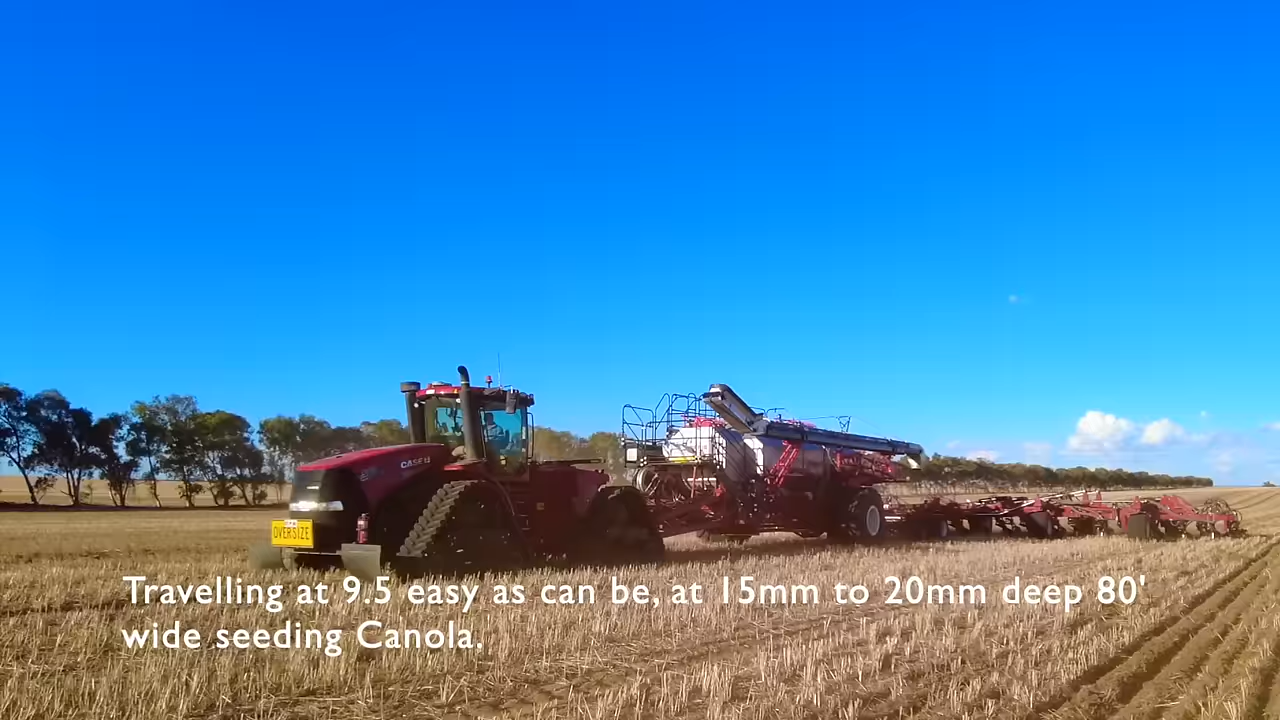 CASE IH
OVERSIZE
Travelling at 9.5 easy as can be, at 15mm to 20mm deep 80'
wide seeding Canola.